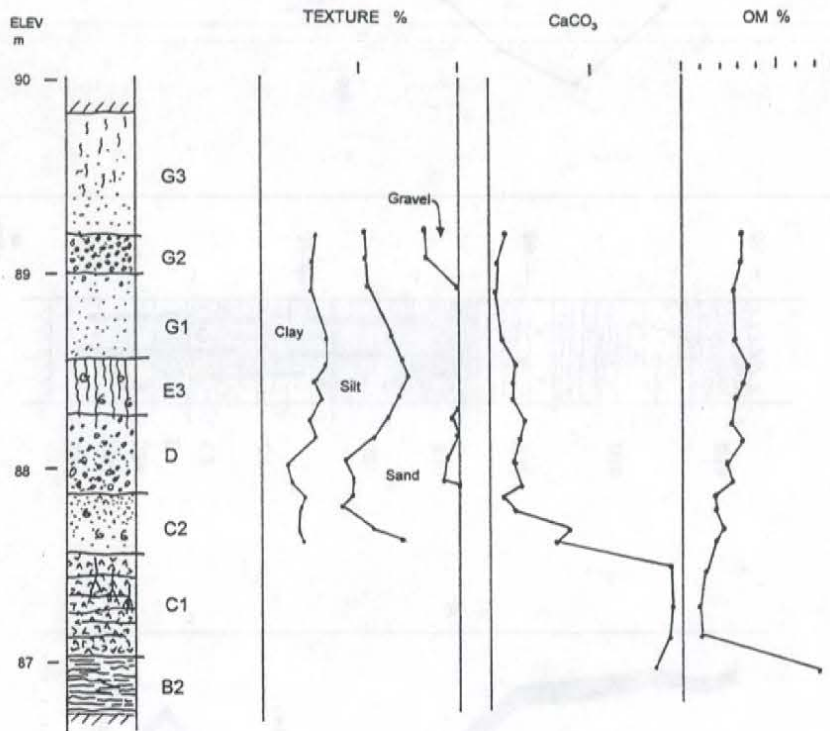 TEXTURE %
CaCO₃
OM %
ELEV
m
90
G3
Gravel
G2
89
G1
Clay
E3
Silt
D
88
Sand
C2
C1
87
B2